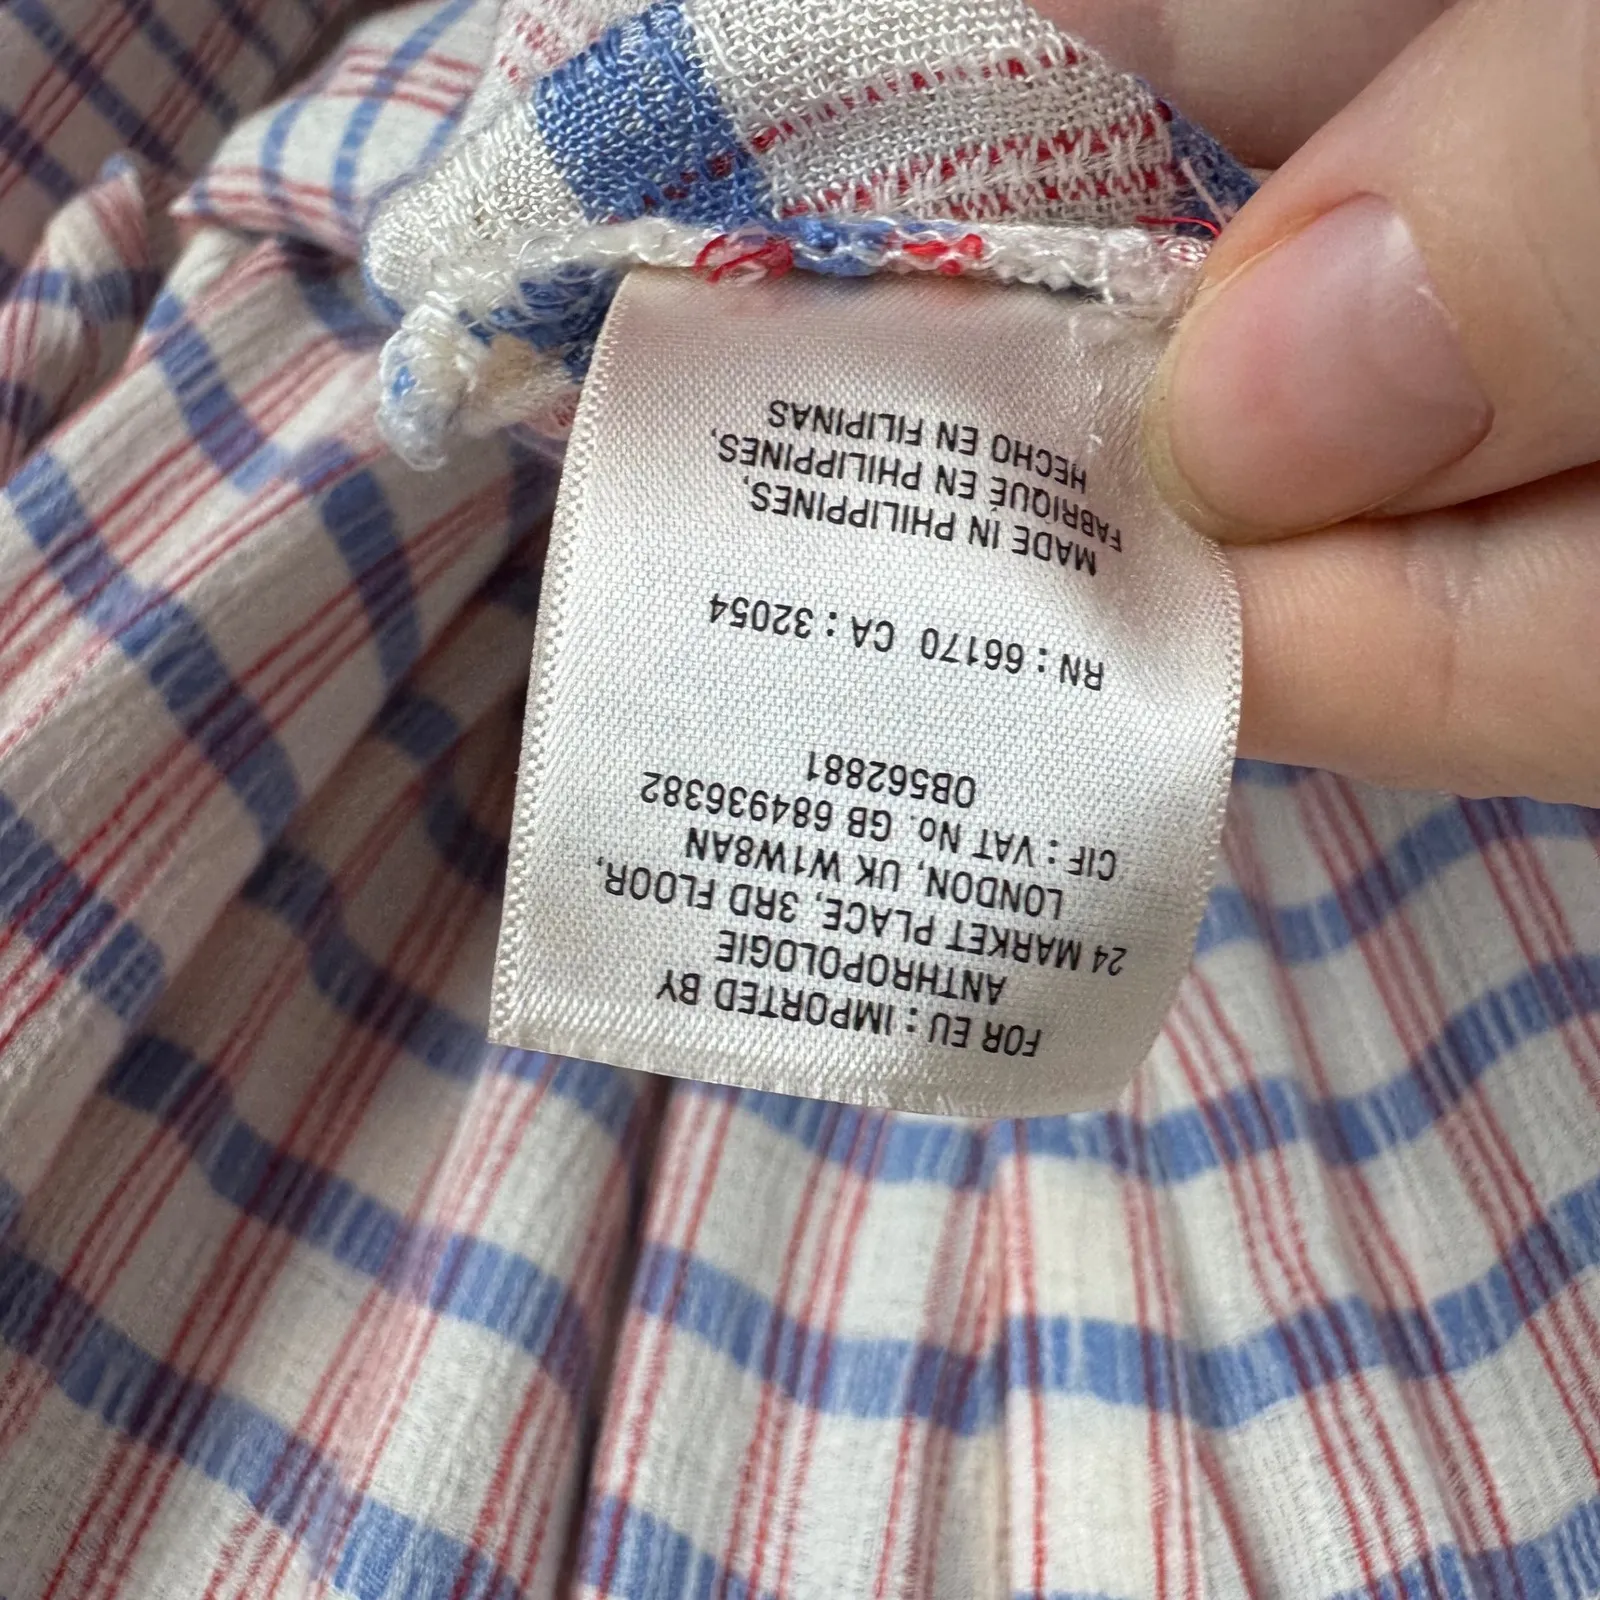 FOR EU : IMPORTED BY
ANTHROPOLOGIE
24 MARKET PLACE, 3RD FLOOR,
LONDON, UK W1W8AN
CIF : VAT No. GB 684936382
0B562881
RN : 66170 CA : 32054
MADE IN PHILIPPINES,
FABRIQUÉ EN PHILIPPINES,
HECHO EN FILIPINAS